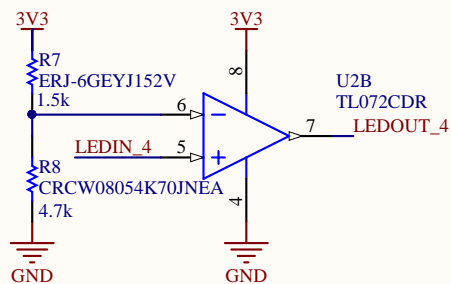 3V3
3V3
R7
ERJ-6GEYJ152V
1.5k
8
U2B
TL072CDR
6
7
LEDOUT_4
LEDIN_4
5
R8
CRCW08054K70JNEA
4.7k
4
GND
GND